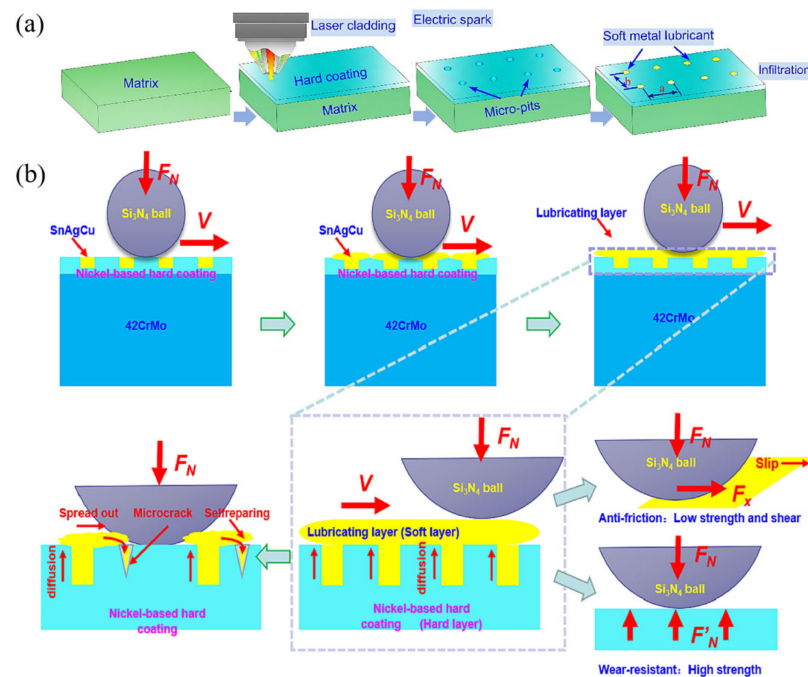 (a)
Laser cladding
Electric spark
Soft metal lubricant
Matrix
Hard coating
Matrix
Micro-pits
b
a
Infiltration
(b)
F_N
Si₃N₄ ball
SnAgCu
V
Nickel-based hard coating
42CrMo
F_N
Si₃N₄ ball
SnAgCu
V
Nickel-based hard coating
42CrMo
F_N
Si₃N₄ ball
Lubricating layer
V
42CrMo
F_N
Spread out
Microcrack
Selfreparing
diffusion
diffusion
Nickel-based hard
coating
F_N
V
Si₃N₄ ball
Lubricating layer (Soft layer)
diffusion
Nickel-based hard
coating (Hard layer)
F_N
Si₃N₄ ball
Slip
F_x
Anti-friction: Low strength and shear
F_N
Si₃N₄ ball
F'_N
Wear-resistant: High strength